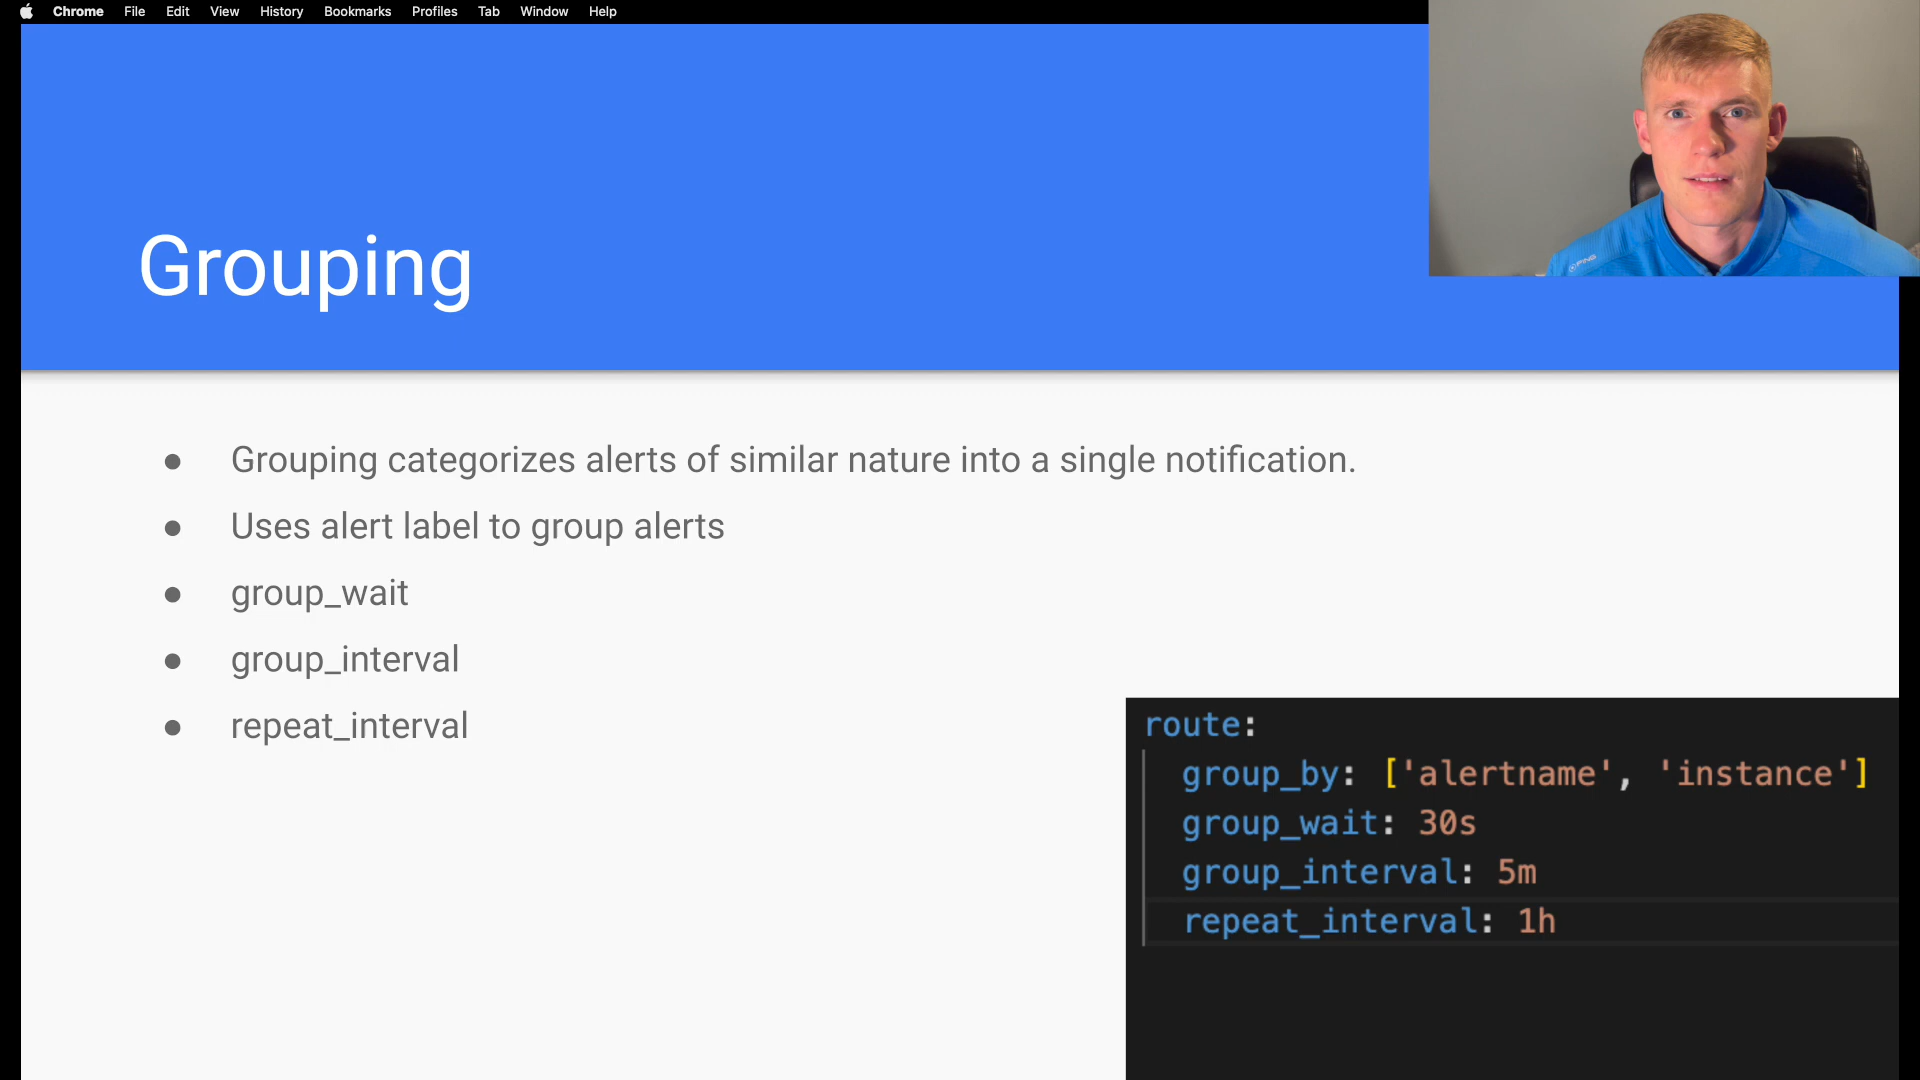 Chrome File Edit View History Bookmarks Profiles Tab Window Help
PING
Grouping
● Grouping categorizes alerts of similar nature into a single notification.
● Uses alert label to group alerts
● group_wait
● group_interval
● repeat_interval
route:
group_by: ['alertname', 'instance']
group_wait: 30s
group_interval: 5m
repeat_interval: 1h